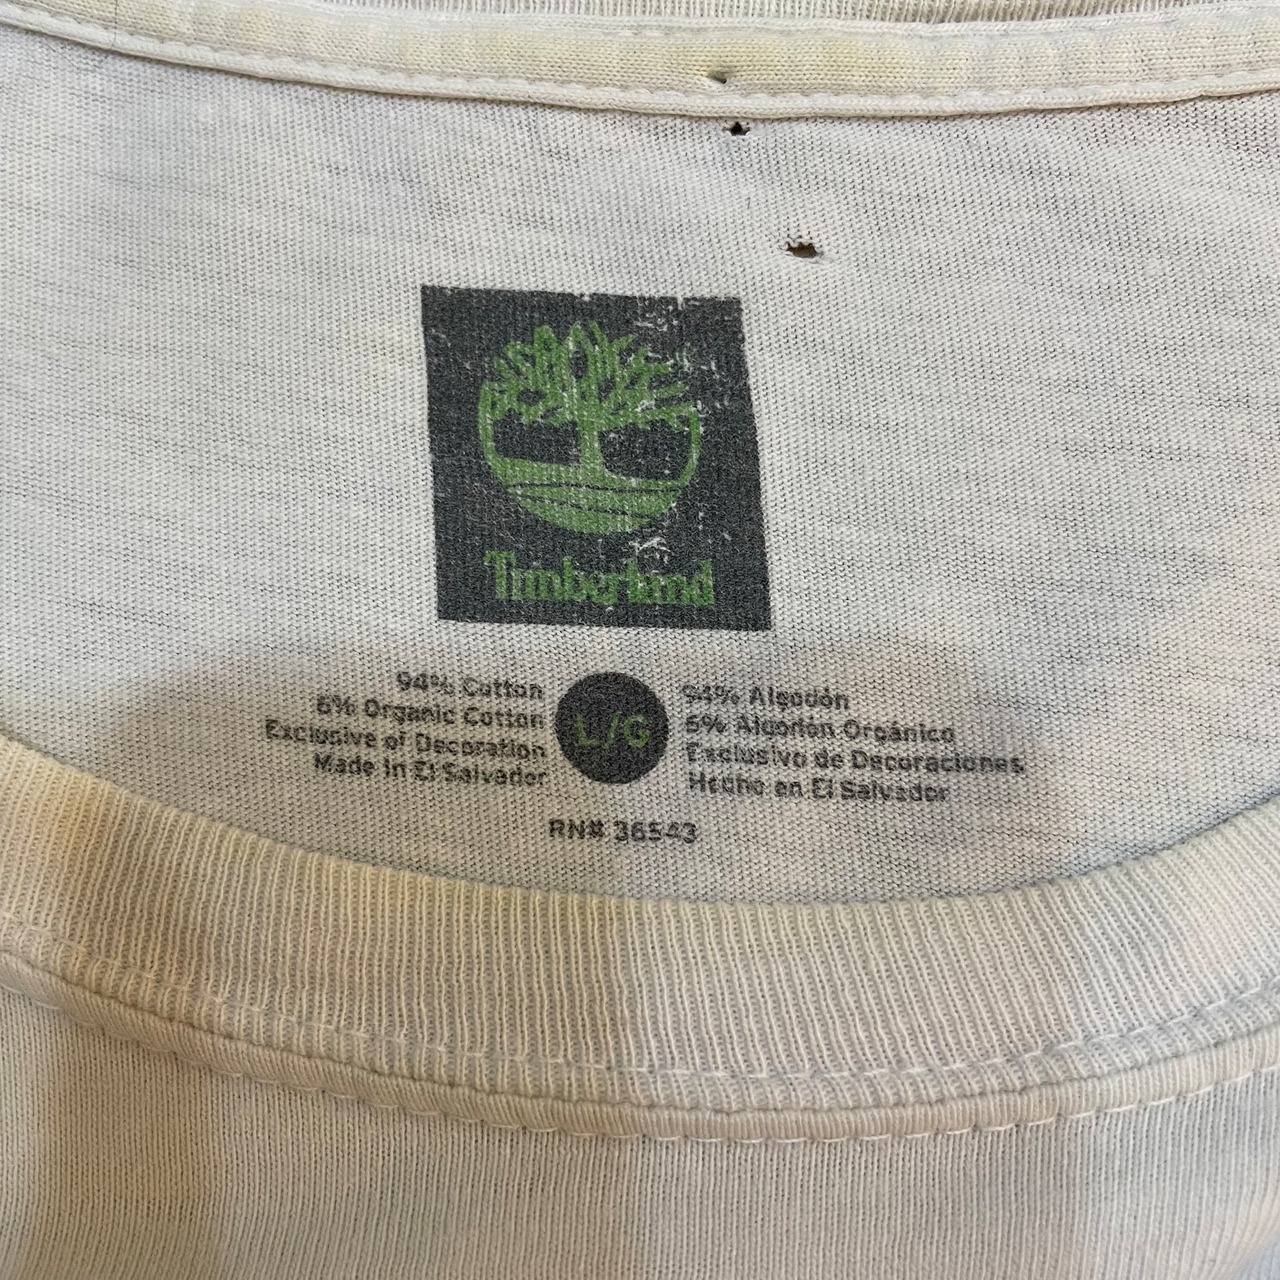 Timberland
94% Cotton
6% Organic Cotton
Exclusive of Decoration
Made in El Salvador
L/G
94% Algodón
6% Algodón Orgánico
Exclusivo de Decoraciones
Hecho en El Salvador
RN# 36543